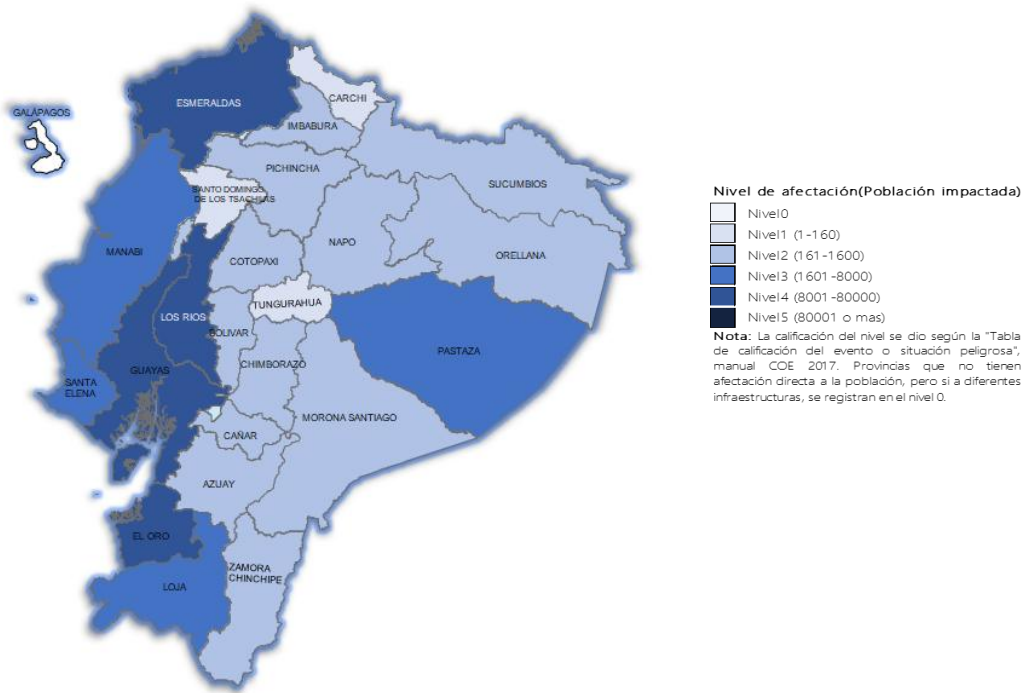 ESMERALDAS
CARCHI
GALÁPAGOS
IMBABURA
PICHINCHA
SUCUMBIOS
SANTO DOMINGO
DE LOS TSACHILAS
NAPO
MANABI
ORELLANA
COTOPAXI
TUNGURAHUA
LOS RIOS
BOLIVAR
PASTAZA
CHIMBORAZO
GUAYAS
SANTA
ELENA
MORONA SANTIAGO
CAÑAR
AZUAY
EL ORO
ZAMORA
CHINCHIPE
LOJA
Nivel de afectación(Población impactada)
Nivel0
Nivel1 (1-160)
Nivel2 (161-1600)
Nivel3 (1601-8000)
Nivel4 (8001-80000)
Nivel5 (80001 o mas)
Nota: La calificación del nivel se dio según la "Tabla
de calificación del evento o situación peligrosa",
manual COE 2017. Provincias que no tienen
afectación directa a la población, pero si a diferentes
infraestructuras, se registran en el nivel 0.